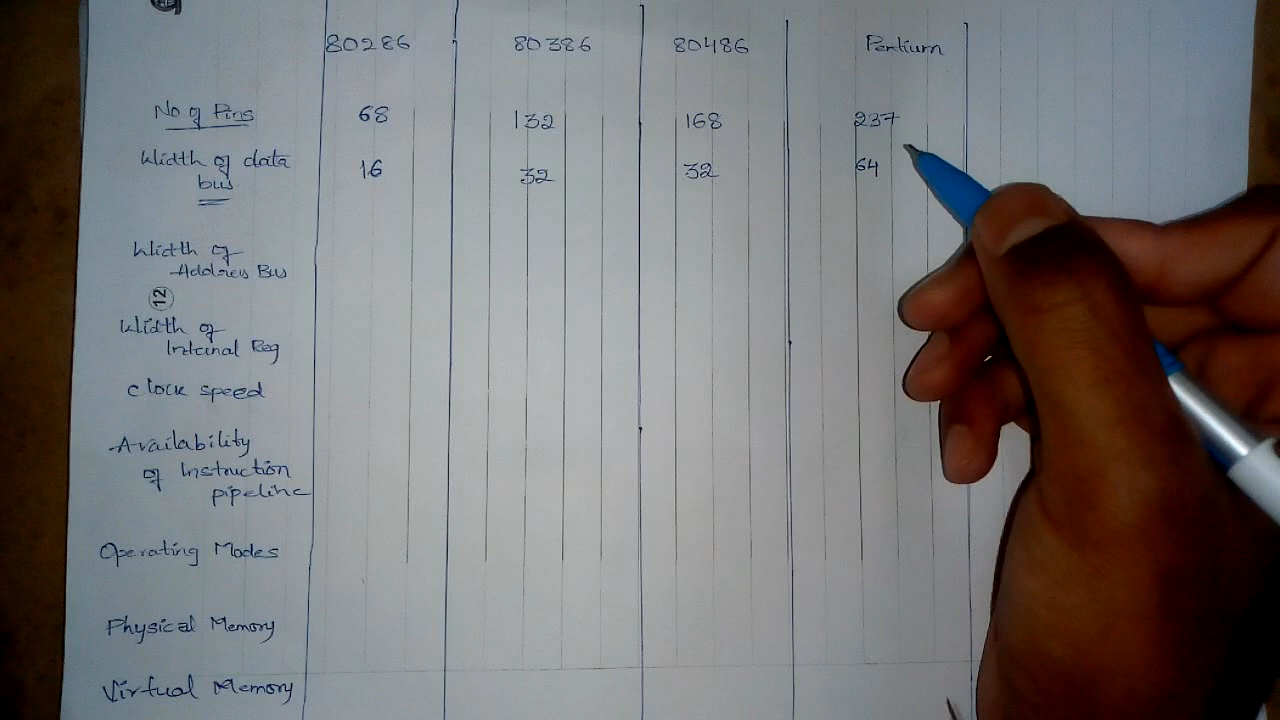 80286 80386 80486 Pentium
No of Pins 68 132 168 237
Width of data 16 32 32 64
bus
Width of
Address Bus
12
Width of
Internal Reg
Clock speed
Availability
of Instruction
pipeline
Operating Modes
Physical Memory
Virtual Memory